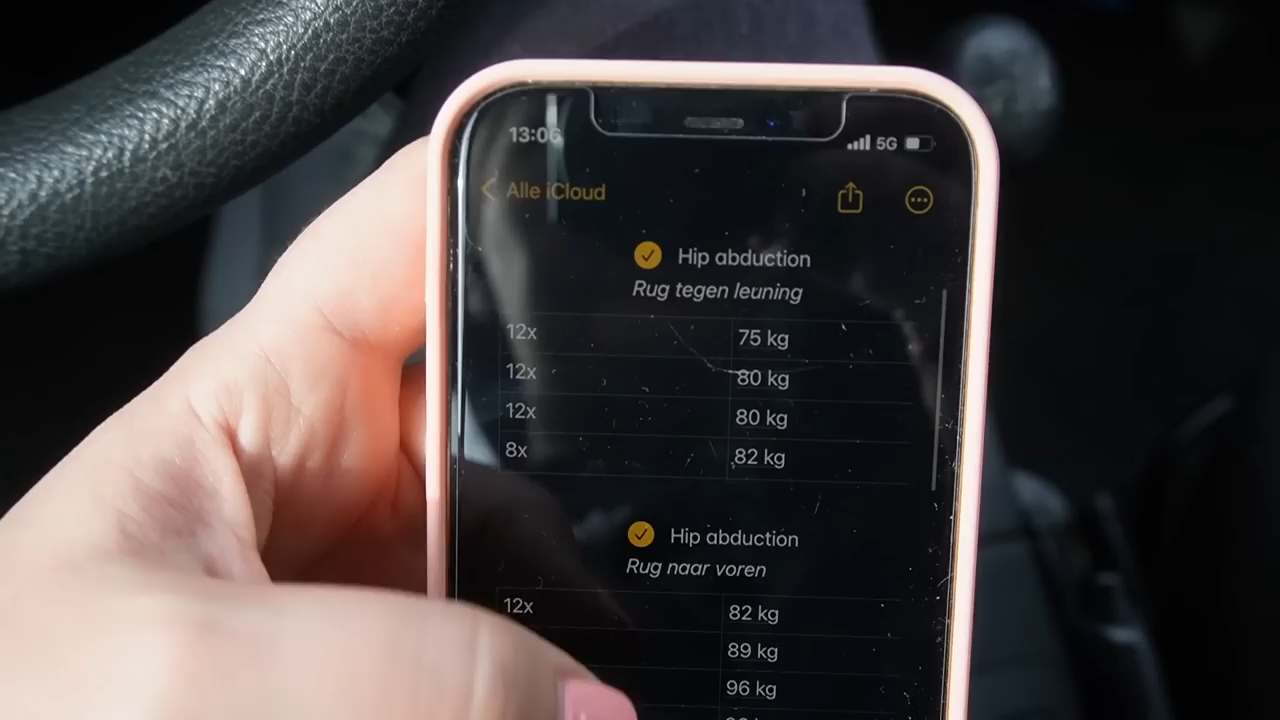 13:06
5G
Alle iCloud
Hip abduction
Rug tegen leuning
12x 75 kg
12x 80 kg
12x 80 kg
8x 82 kg
Hip abduction
Rug naar voren
12x 82 kg
89 kg
96 kg